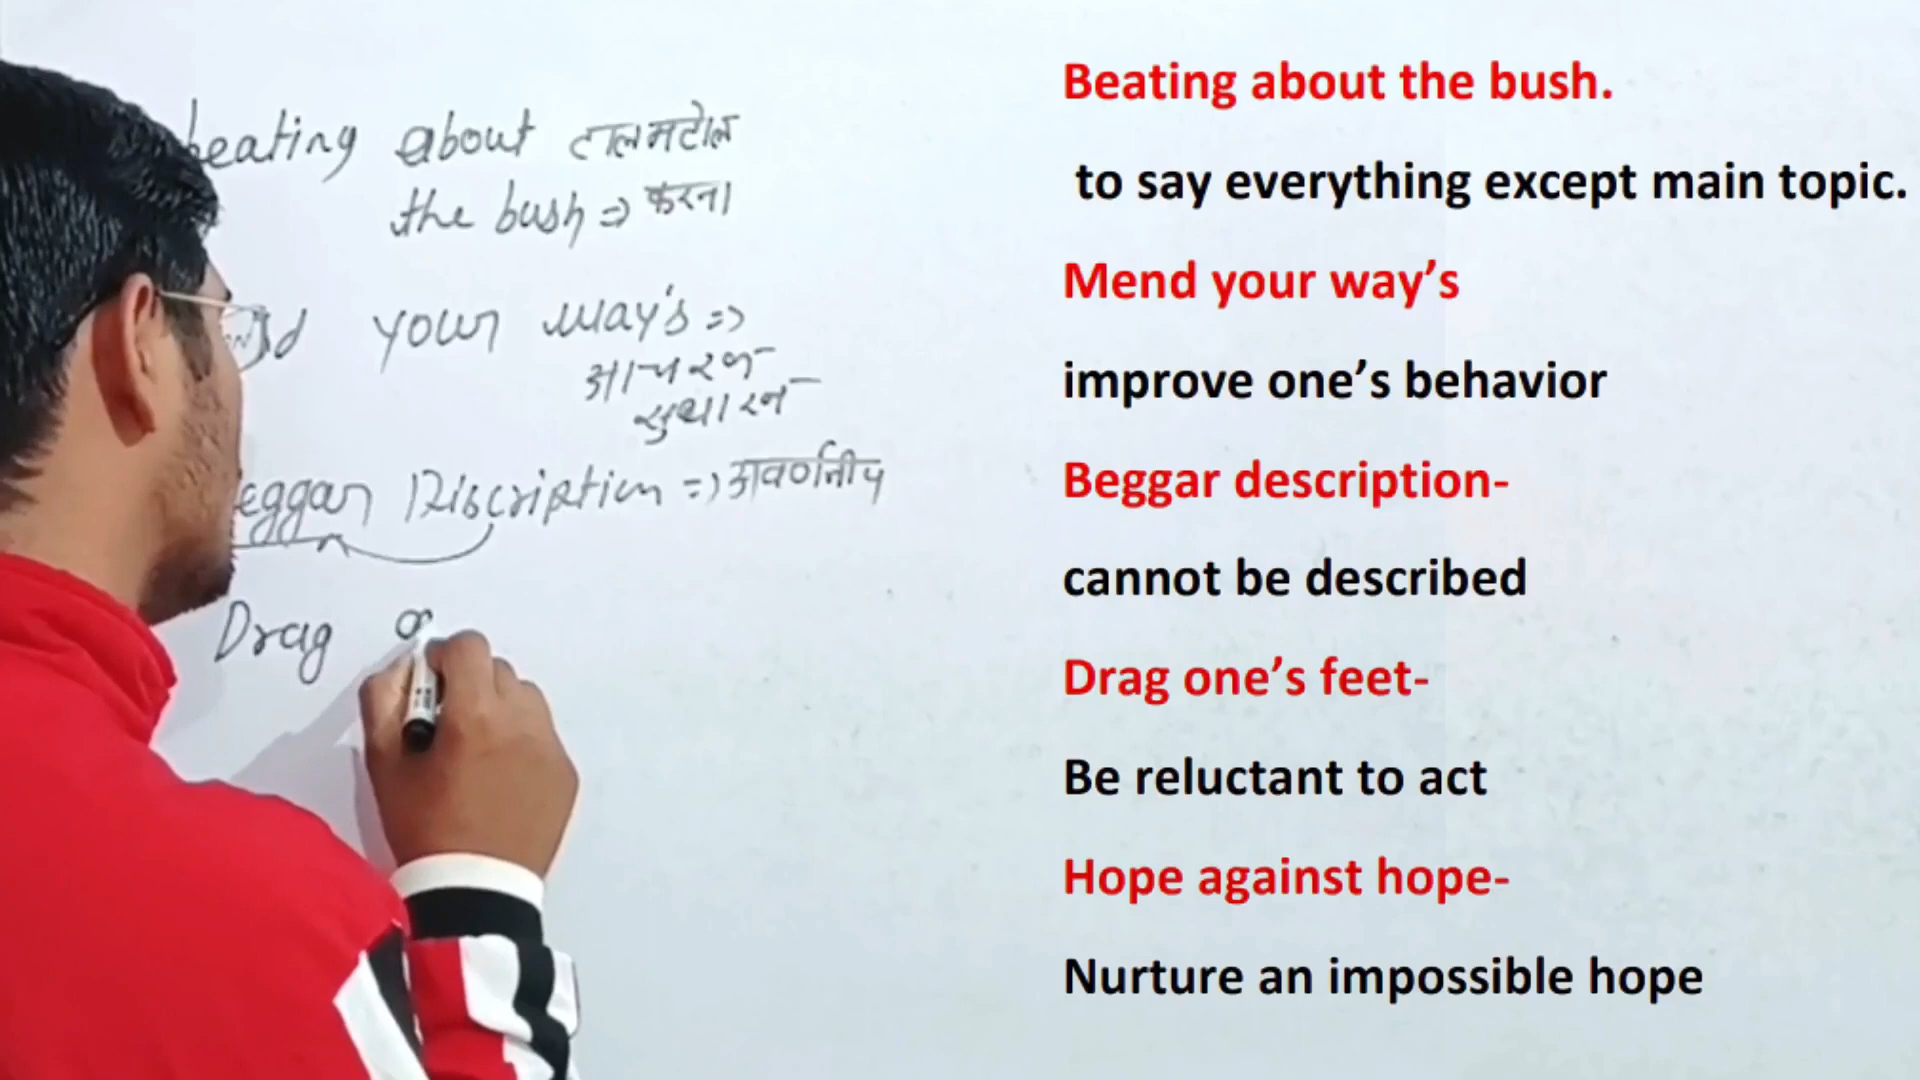 beating about टालमटोल
the bush => करना
your way's =>
आचरन
सुधारन
eggar Discription => अवर्णनीय
Drag o
Beating about the bush.
to say everything except main topic.
Mend your way’s
improve one’s behavior
Beggar description-
cannot be described
Drag one’s feet-
Be reluctant to act
Hope against hope-
Nurture an impossible hope